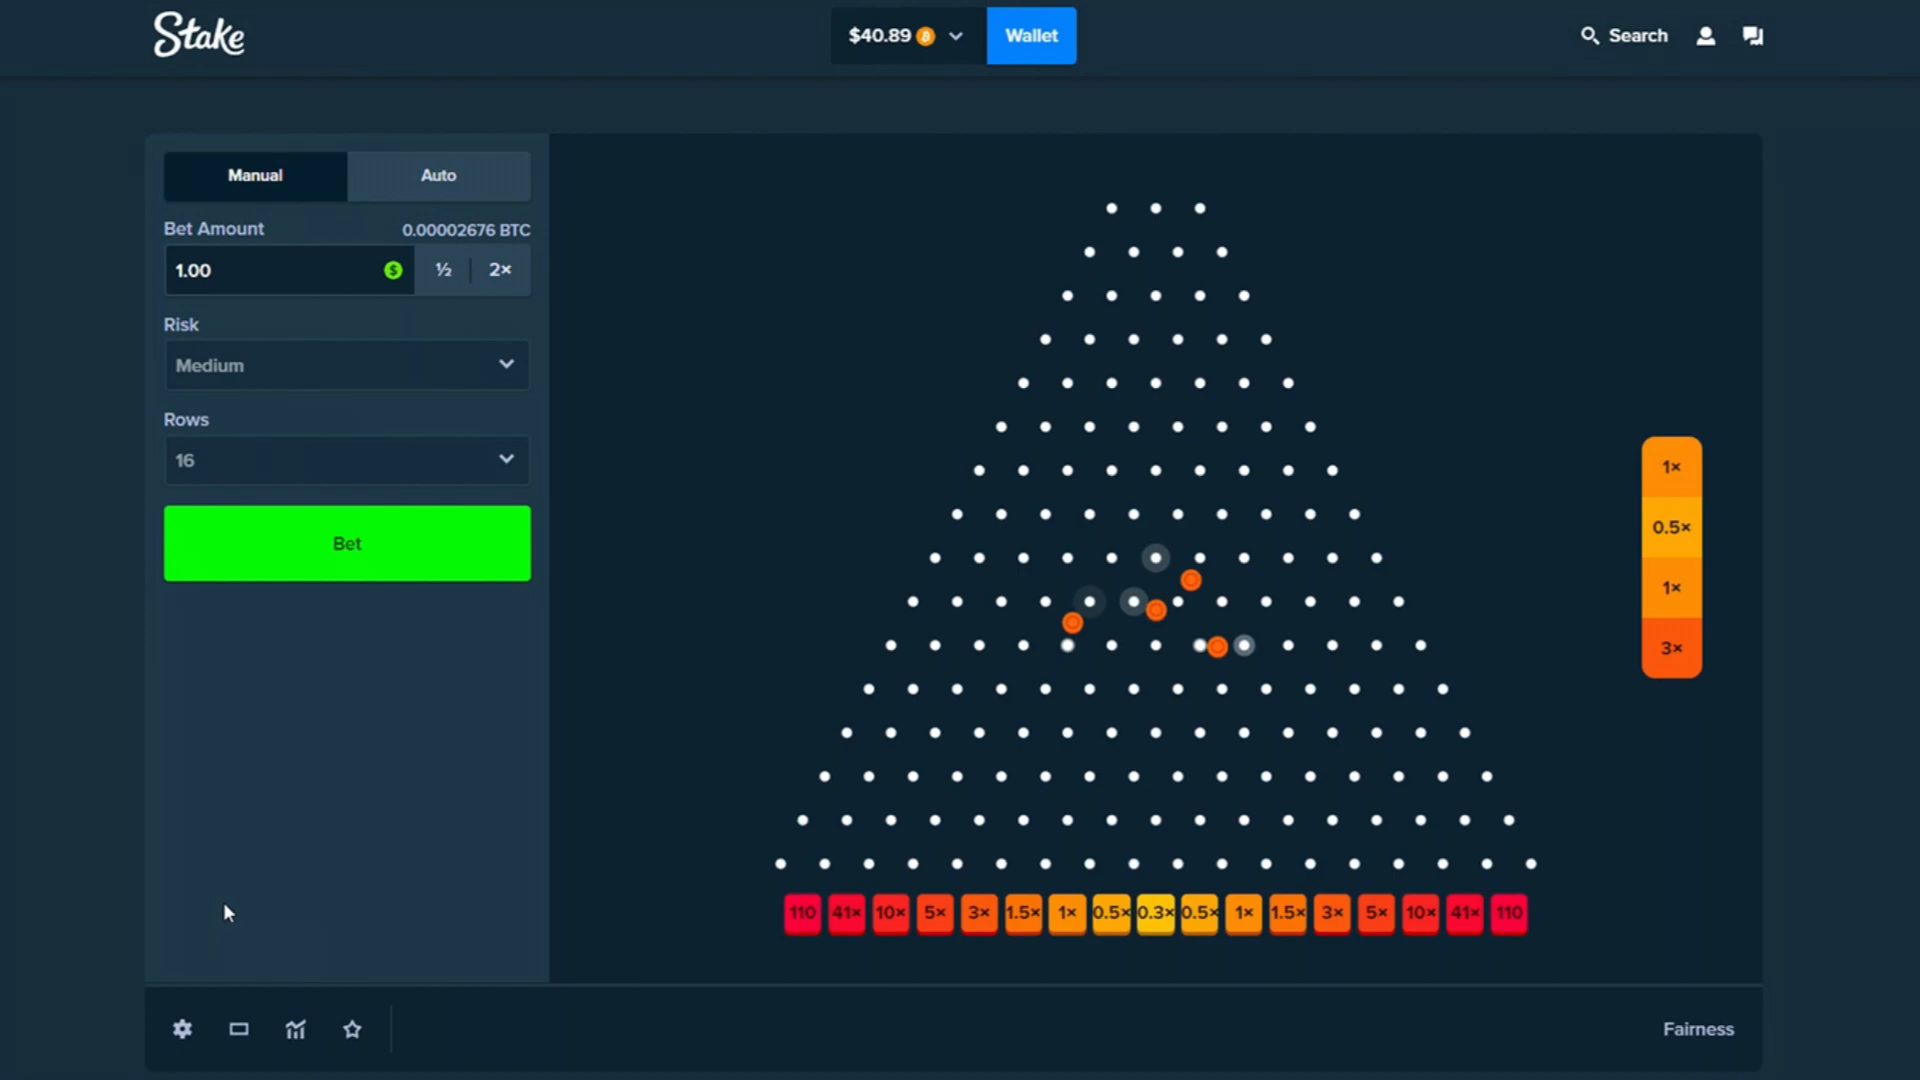 Stake
$40.89
Wallet
Search
Manual
Auto
Bet Amount
0.00002676 BTC
1.00
$
½
2×
Risk
Medium
Rows
16
Bet
1×
0.5×
1×
3×
110 41× 10× 5× 3× 1.5× 1× 0.5× 0.3× 0.5× 1× 1.5× 3× 5× 10× 41× 110
Fairness